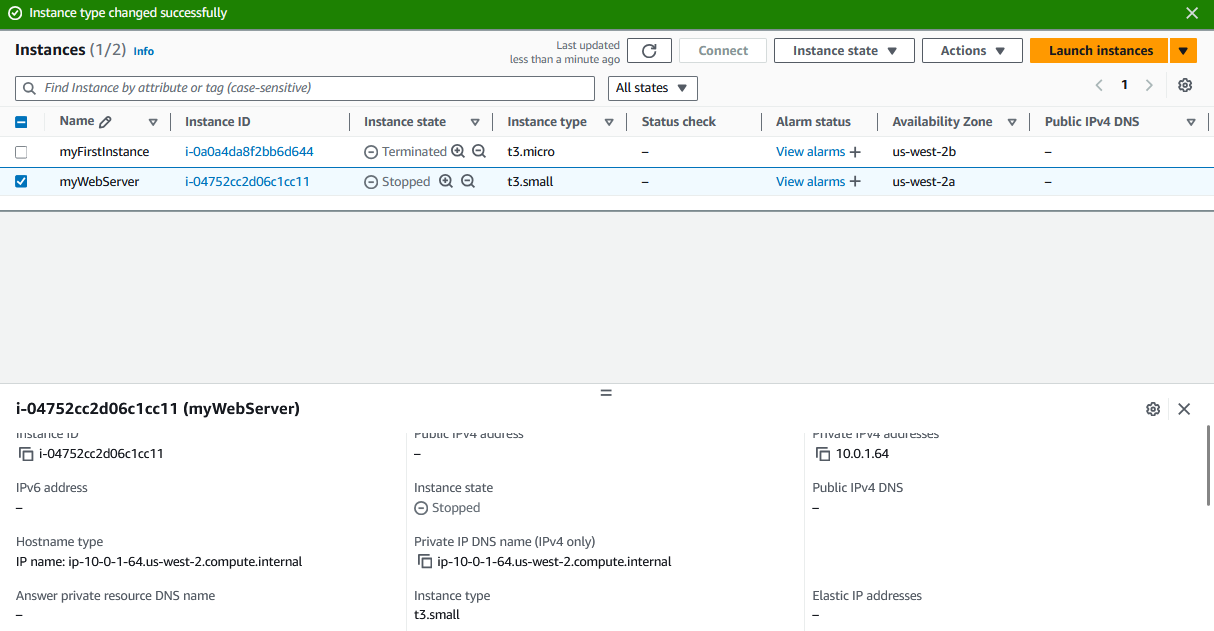 Instance type changed successfully
Instances (1/2) Info
Last updated
less than a minute ago
Connect
Instance state
Actions
Launch instances
Find Instance by attribute or tag (case-sensitive)
All states
1
Name Instance ID Instance state Instance type Status check Alarm status Availability Zone Public IPv4 DNS
myFirstInstance i-0a0a4da8f2bb6d644 Terminated t3.micro – View alarms + us-west-2b –
myWebServer i-04752cc2d06c1cc11 Stopped t3.small – View alarms + us-west-2a –
i-04752cc2d06c1cc11 (myWebServer)
Instance ID Public IPv4 address Private IPv4 addresses
i-04752cc2d06c1cc11 – 10.0.1.64
IPv6 address Instance state Public IPv4 DNS
– Stopped –
Hostname type Private IP DNS name (IPv4 only)
IP name: ip-10-0-1-64.us-west-2.compute.internal ip-10-0-1-64.us-west-2.compute.internal
Answer private resource DNS name Instance type Elastic IP addresses
– t3.small –